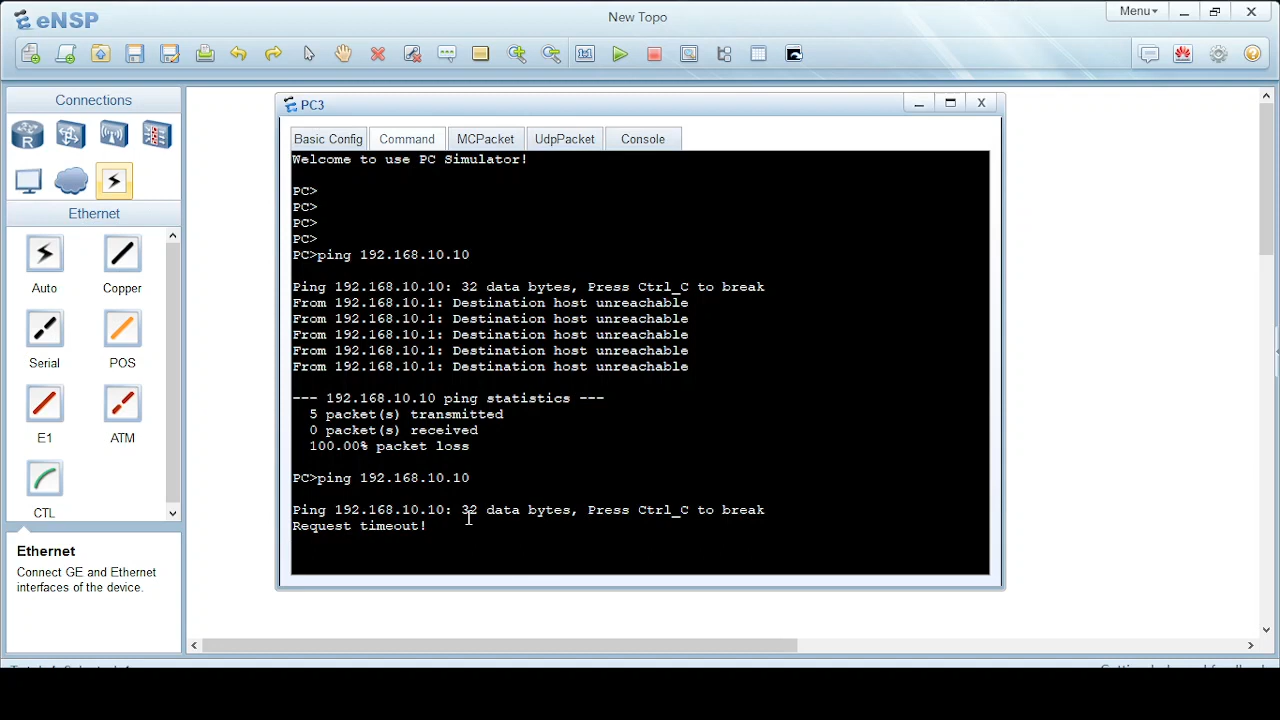 eNSP
New Topo
Menu
Connections
R
Ethernet
Auto
Copper
Serial
POS
E1
ATM
CTL
Ethernet
Connect GE and Ethernet
interfaces of the device.
PC3
Basic Config
Command
MCPacket
UdpPacket
Console
Welcome to use PC Simulator!
PC>
PC>
PC>
PC>
PC>ping 192.168.10.10
Ping 192.168.10.10: 32 data bytes, Press Ctrl_C to break
From 192.168.10.1: Destination host unreachable
From 192.168.10.1: Destination host unreachable
From 192.168.10.1: Destination host unreachable
From 192.168.10.1: Destination host unreachable
From 192.168.10.1: Destination host unreachable
--- 192.168.10.10 ping statistics ---
5 packet(s) transmitted
0 packet(s) received
100.00% packet loss
PC>ping 192.168.10.10
Ping 192.168.10.10: 32 data bytes, Press Ctrl_C to break
Request timeout!